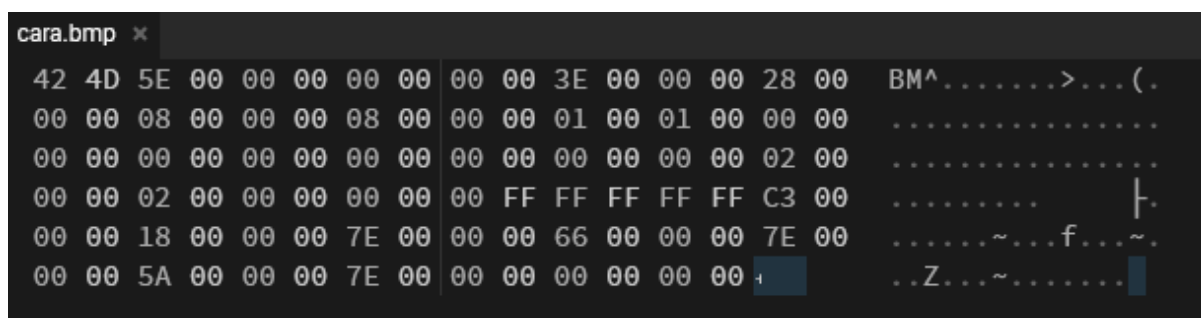 cara.bmp ×
42 4D 5E 00 00 00 00 00 00 00 3E 00 00 00 28 00 BM^.......>...(.
00 00 08 00 00 00 08 00 00 00 01 00 01 00 00 00 ................
00 00 00 00 00 00 00 00 00 00 00 00 00 00 02 00 ................
00 00 02 00 00 00 00 00 00 FF FF FF FF FF C3 00 ......... ├.
00 00 18 00 00 00 7E 00 00 00 66 00 00 00 7E 00 ......~...f...~.
00 00 5A 00 00 00 7E 00 00 00 00 00 00 00 ..Z...~.......